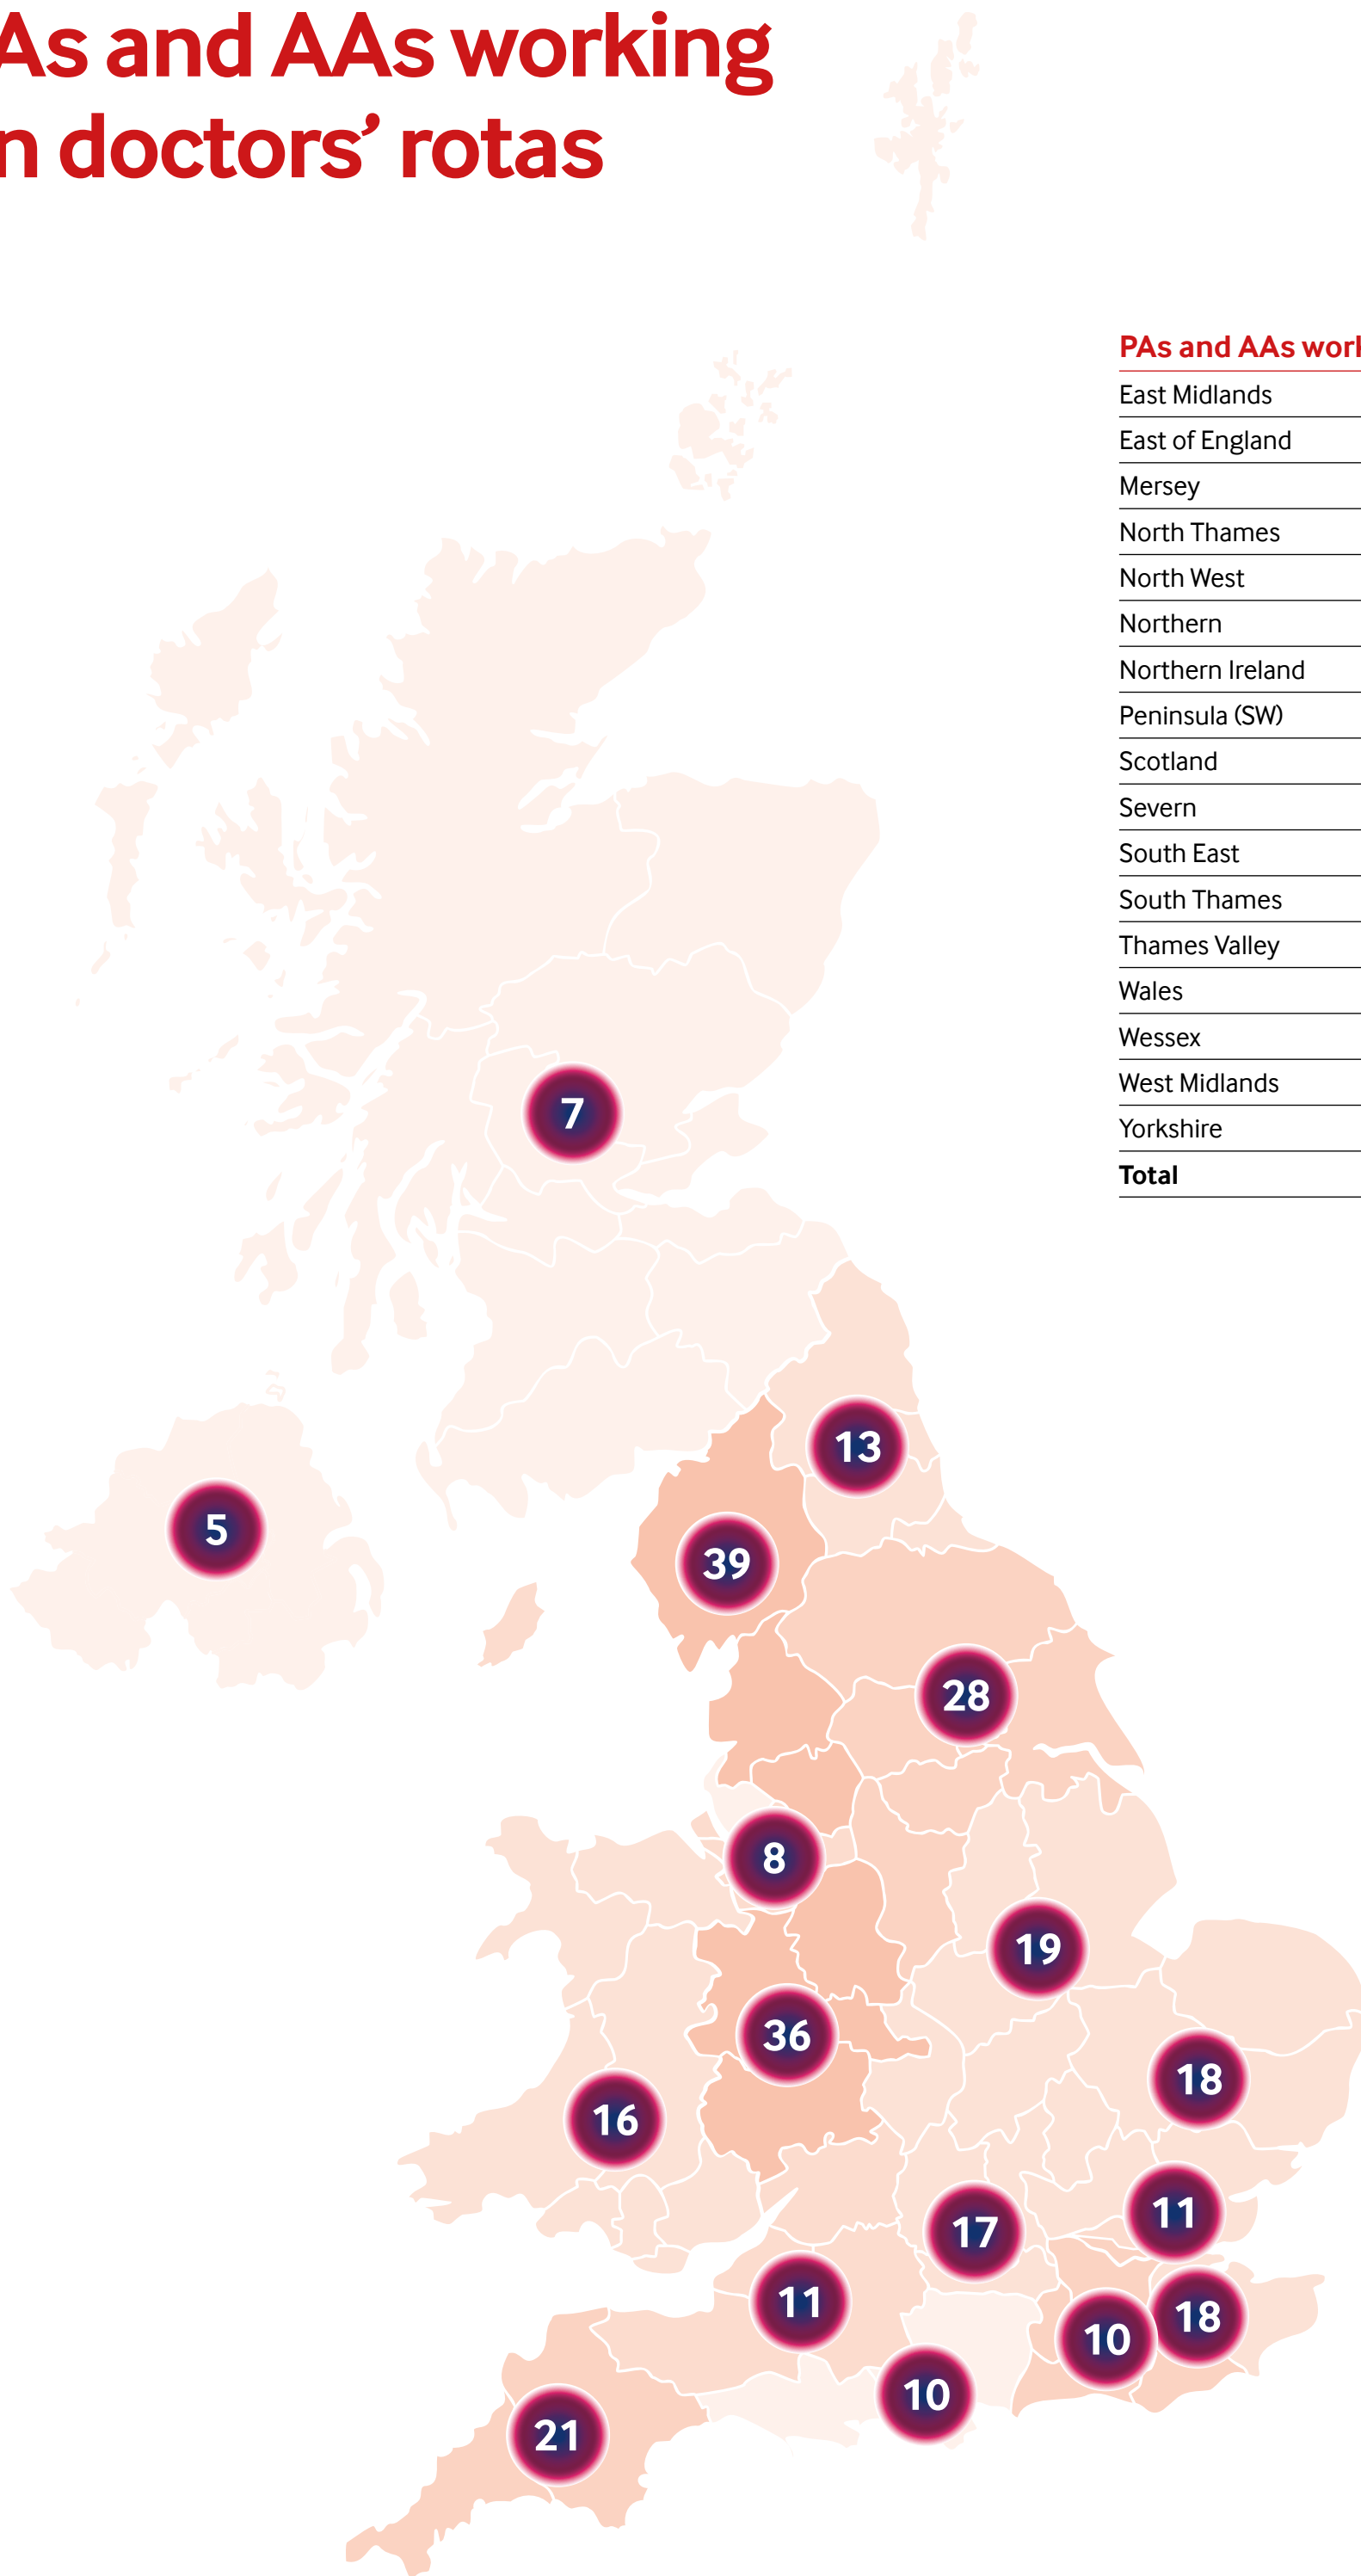 As and AAs working
n doctors’ rotas
PAs and AAs work
East Midlands
East of England
Mersey
North Thames
North West
Northern
Northern Ireland
Peninsula (SW)
Scotland
Severn
South East
South Thames
Thames Valley
Wales
Wessex
West Midlands
Yorkshire
Total
7
13
5
39
28
8
19
36
18
16
11
17
11
18
10
10
21